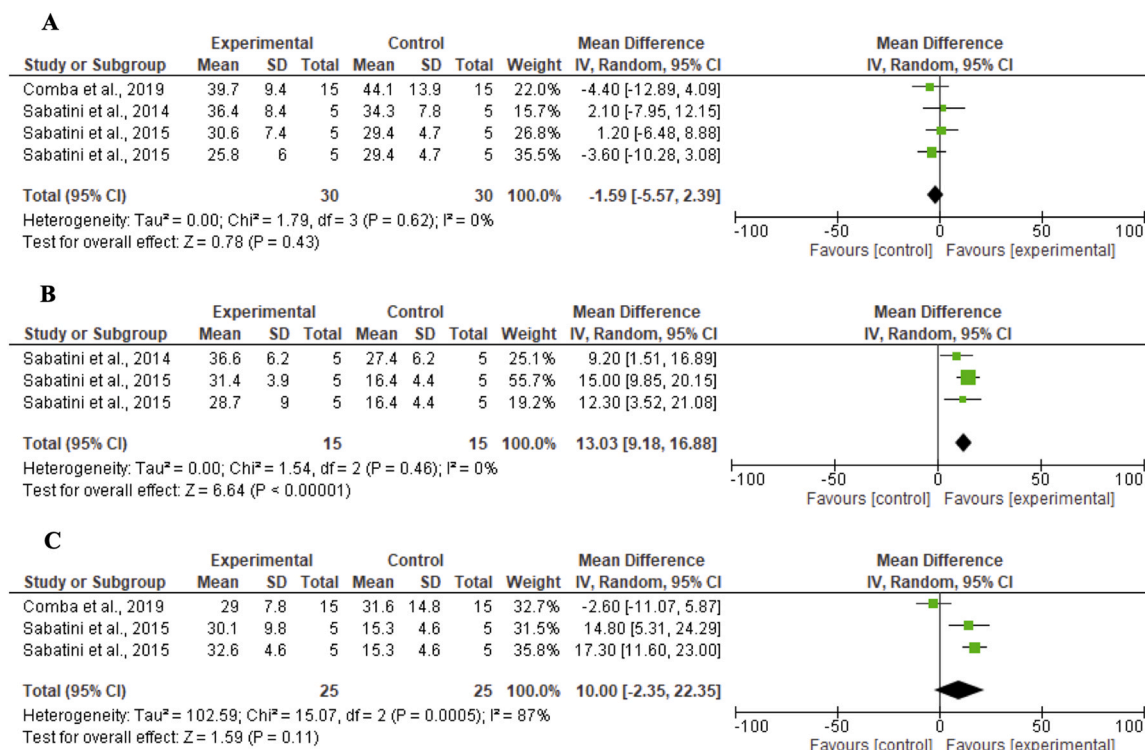 A
Experimental Control Mean Difference Mean Difference
Study or Subgroup Mean SD Total Mean SD Total Weight IV, Random, 95% CI IV, Random, 95% CI
Comba et al., 2019 39.7 9.4 15 44.1 13.9 15 22.0% -4.40 [-12.89, 4.09]
Sabatini et al., 2014 36.4 8.4 5 34.3 7.8 5 15.7% 2.10 [-7.95, 12.15]
Sabatini et al., 2015 30.6 7.4 5 29.4 4.7 5 26.8% 1.20 [-6.48, 8.88]
Sabatini et al., 2015 25.8 6 5 29.4 4.7 5 35.5% -3.60 [-10.28, 3.08]
Total (95% CI) 30 30 100.0% -1.59 [-5.57, 2.39]
Heterogeneity: Tau² = 0.00; Chi² = 1.79, df = 3 (P = 0.62); I² = 0%
Test for overall effect: Z = 0.78 (P = 0.43)
-100 -50 0 50 100
Favours [control] Favours [experimental]
B
Experimental Control Mean Difference Mean Difference
Study or Subgroup Mean SD Total Mean SD Total Weight IV, Random, 95% CI IV, Random, 95% CI
Sabatini et al., 2014 36.6 6.2 5 27.4 6.2 5 25.1% 9.20 [1.51, 16.89]
Sabatini et al., 2015 31.4 3.9 5 16.4 4.4 5 55.7% 15.00 [9.85, 20.15]
Sabatini et al., 2015 28.7 9 5 16.4 4.4 5 19.2% 12.30 [3.52, 21.08]
Total (95% CI) 15 15 100.0% 13.03 [9.18, 16.88]
Heterogeneity: Tau² = 0.00; Chi² = 1.54, df = 2 (P = 0.46); I² = 0%
Test for overall effect: Z = 6.64 (P < 0.00001)
-100 -50 0 50 100
Favours [control] Favours [experimental]
C
Experimental Control Mean Difference Mean Difference
Study or Subgroup Mean SD Total Mean SD Total Weight IV, Random, 95% CI IV, Random, 95% CI
Comba et al., 2019 29 7.8 15 31.6 14.8 15 32.7% -2.60 [-11.07, 5.87]
Sabatini et al., 2015 30.1 9.8 5 15.3 4.6 5 31.5% 14.80 [5.31, 24.29]
Sabatini et al., 2015 32.6 4.6 5 15.3 4.6 5 35.8% 17.30 [11.60, 23.00]
Total (95% CI) 25 25 100.0% 10.00 [-2.35, 22.35]
Heterogeneity: Tau² = 102.59; Chi² = 15.07, df = 2 (P = 0.0005); I² = 87%
Test for overall effect: Z = 1.59 (P = 0.11)
-100 -50 0 50 100
Favours [control] Favours [experimental]